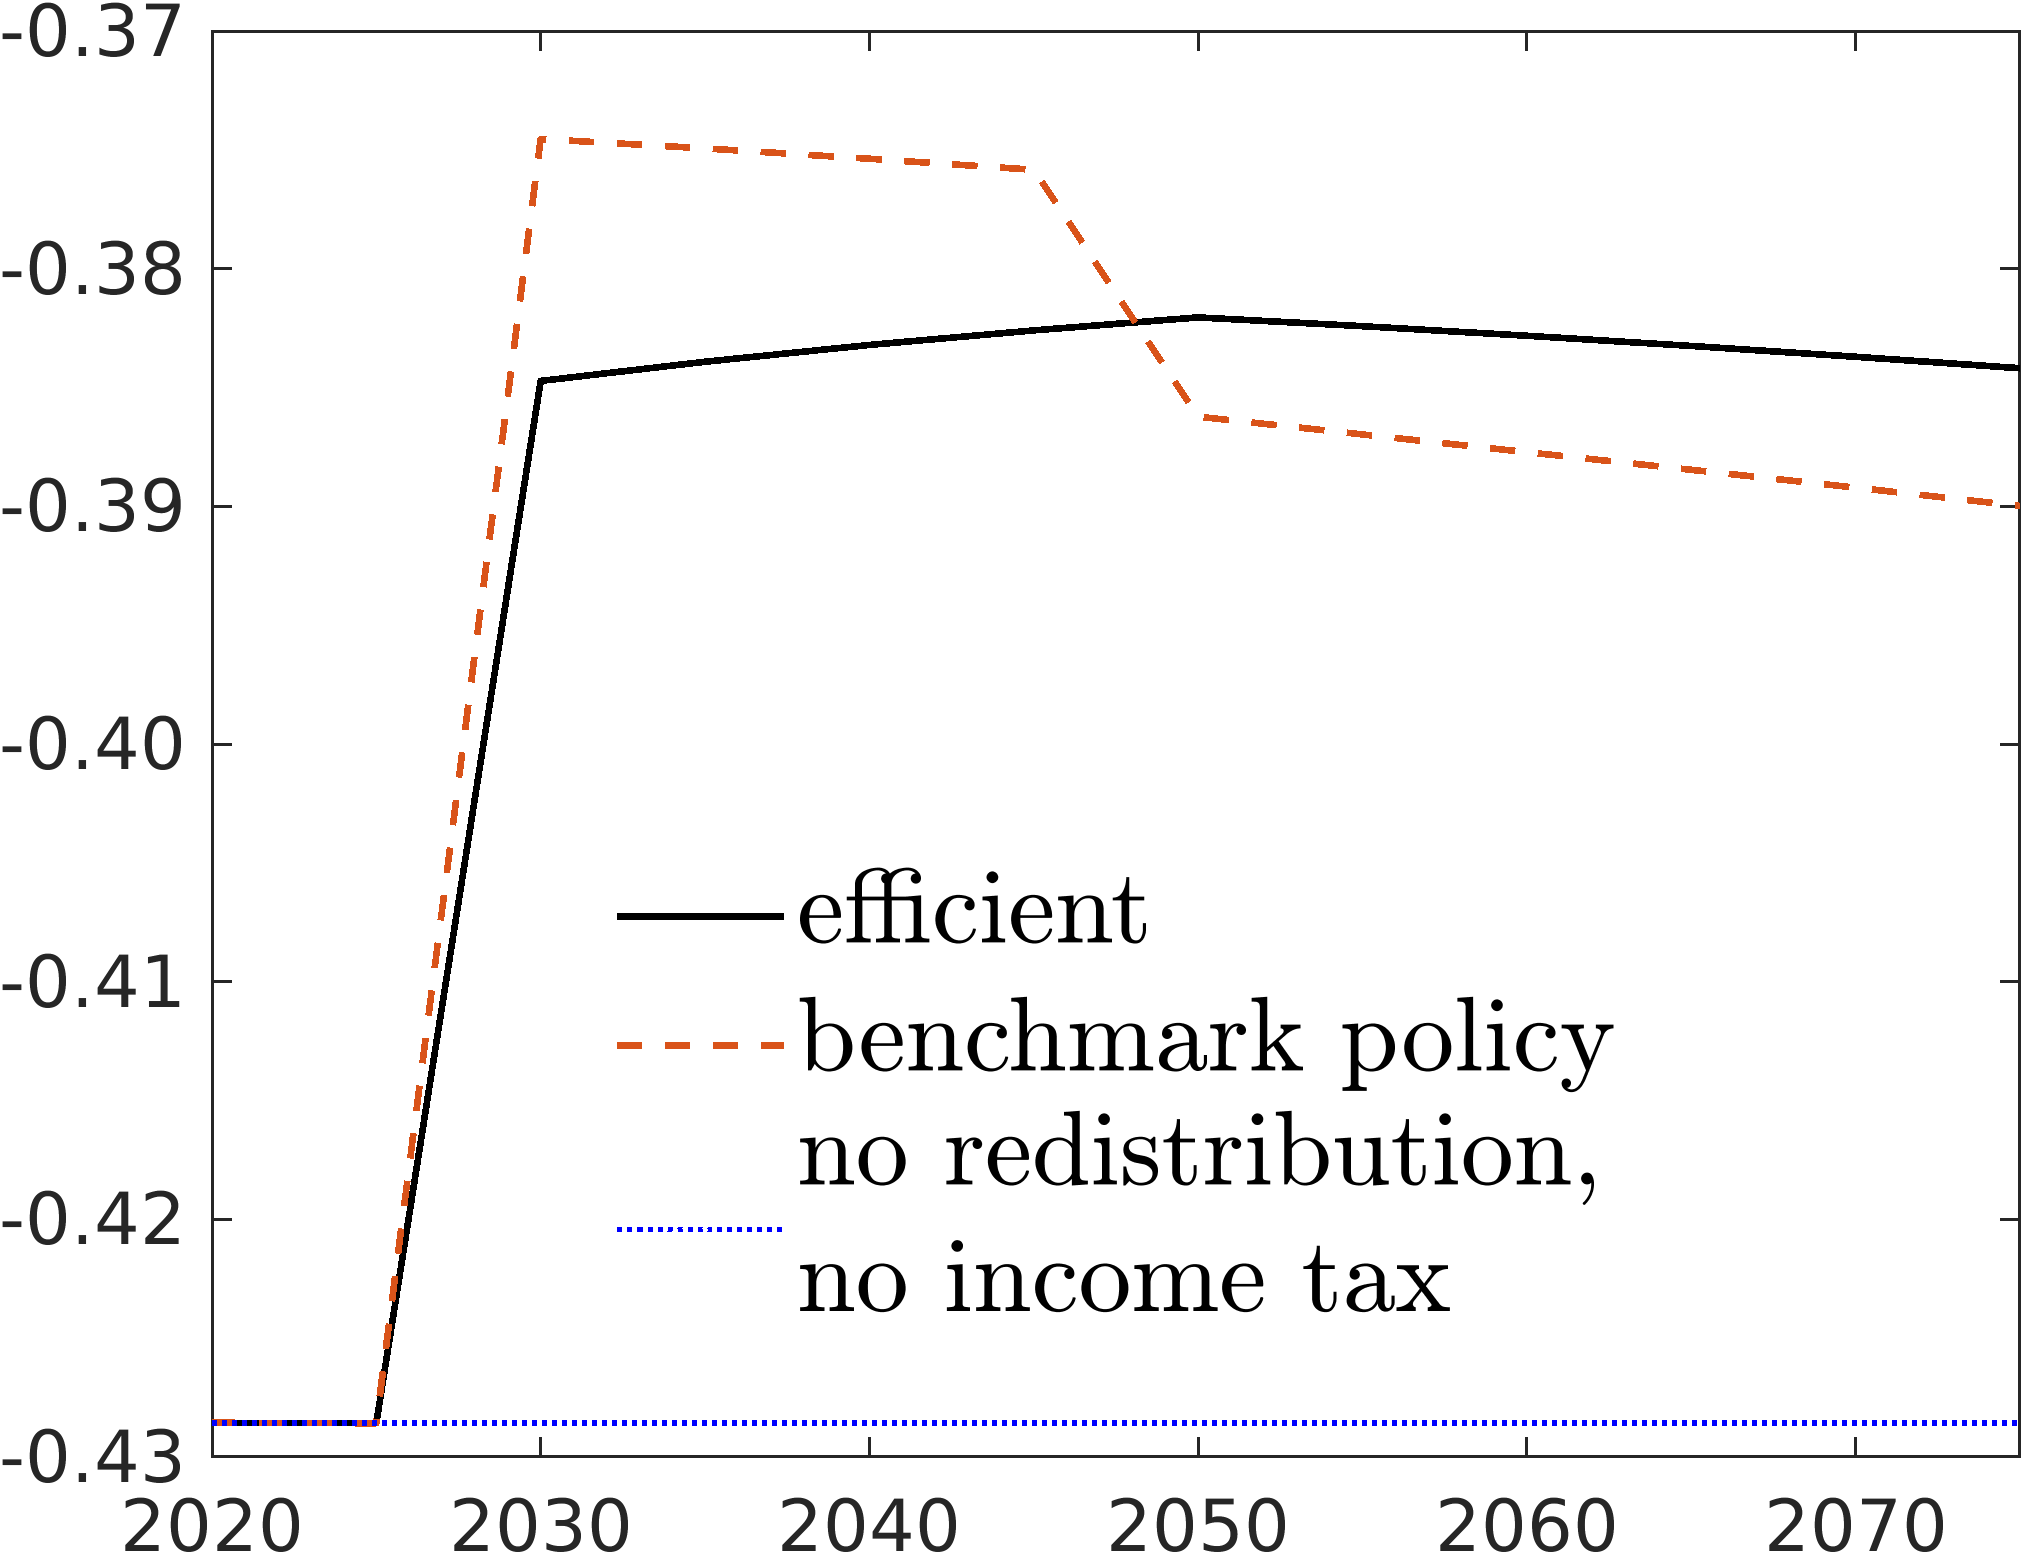 -0.37
-0.38
-0.39
-0.40
-0.41
-0.42
-0.43
efficient
benchmark policy
no redistribution,
no income tax
2020 2030 2040 2050 2060 2070